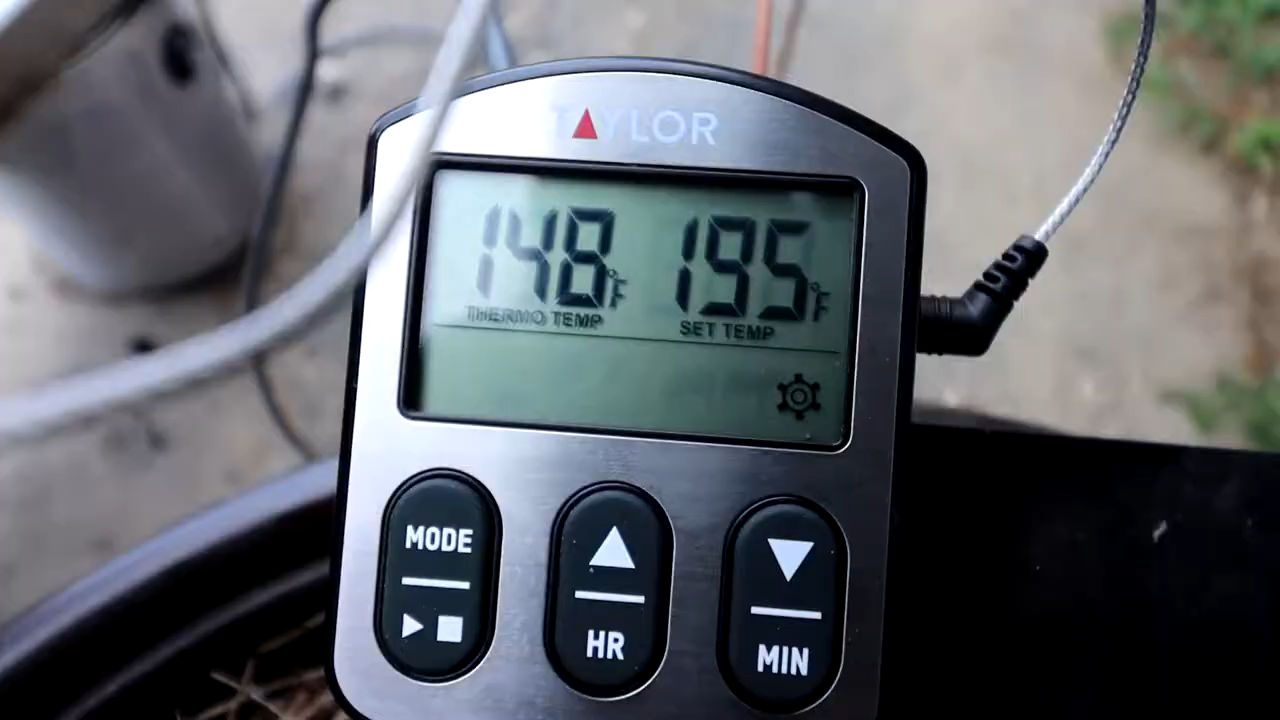 TAYLOR
148°F 195°F
THERMO TEMP SET TEMP
MODE
HR
MIN